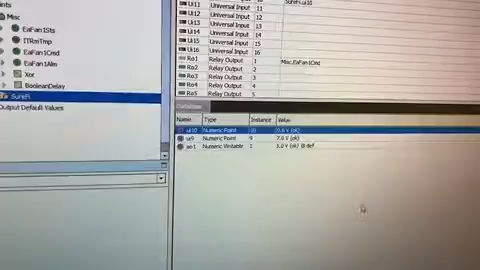 ints
Misc
EaFan1Sts
ITRmTmp
EaFan1Cmd
EaFan1Alm
Xor
BooleanDelay
Output Default Values
Ui11 Universal Input 11
Ui12 Universal Input 12
Ui13 Universal Input 13
Ui14 Universal Input 14
Ui15 Universal Input 15
Ui16 Universal Input 16
Ro1 Relay Output 1 Misc.EaFan1Cmd
Ro2 Relay Output 2
Ro3 Relay Output 3
Ro4 Relay Output 4
Ro5 Relay Output 5
Database
Name Type Instance Value
ui10 Numeric Point 10 0.6 V (ok)
ui9 Numeric Point 9 7.0 V (ok)
ao1 Numeric Writable 1 5.0 V (ok) @ def